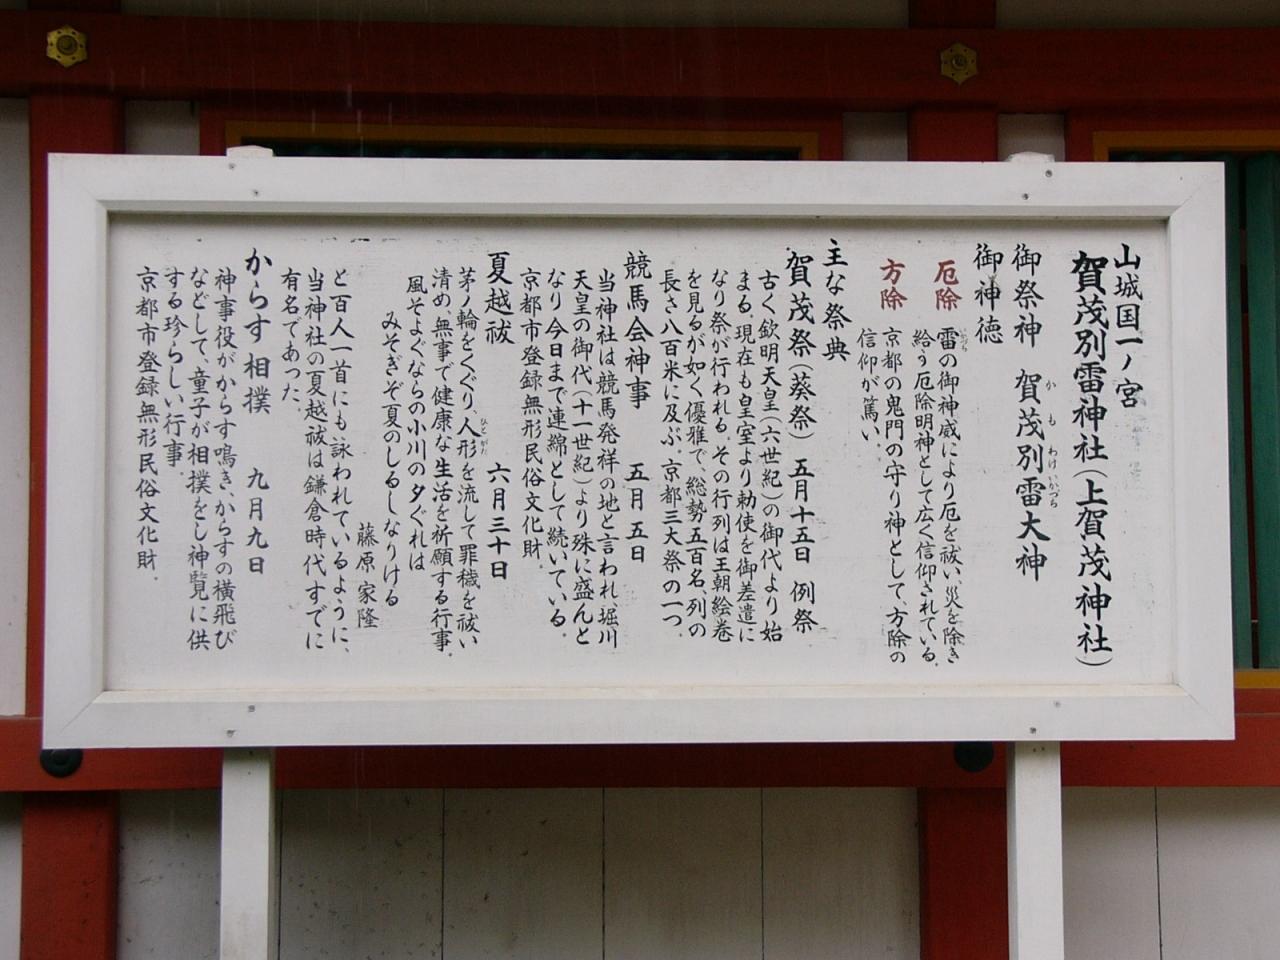 山城国一ノ宮
賀茂別雷神社(上賀茂神社)
御祭神 賀茂別雷大神
かも わけ いかづち
御神徳
厄除 雷の御神威により厄を祓い、災を除き
いかづち
給う厄除明神として広く信仰されている。
方除 京都の鬼門の守り神として、方除の
信仰が篤い。
主な祭典
賀茂祭(葵祭) 五月十五日 例祭
古く欽明天皇(六世紀)の御代より始
まる。現在も皇室より勅使を御差遣に
なり祭が行われる。その行列は王朝絵巻
を見るが如く優雅で、総勢五百名、列の
長さ八百米に及ぶ。京都三大祭の一つ。
競馬会神事 五月五日
当神社は競馬発祥の地と言われ、堀川
天皇の御代(十一世紀)より殊に盛んと
なり今日まで連綿として続いている。
京都市登録無形民俗文化財。
夏越祓 六月三十日
茅ノ輪をくぐり、人形を流して罪穢を祓い
ひとがた
清め、無事で健康な生活を祈願する行事。
風そよぐならの小川の夕ぐれは
みそぎぞ夏のしるしなりける
藤原家隆
と百人一首にも詠われているように、
当神社の夏越祓は鎌倉時代すでに
有名であった。
からす相撲 九月九日
神事役がからす鳴き、からすの横飛び
などして、童子が相撲をし神覧に供
する珍らしい行事。
京都市登録無形民俗文化財。